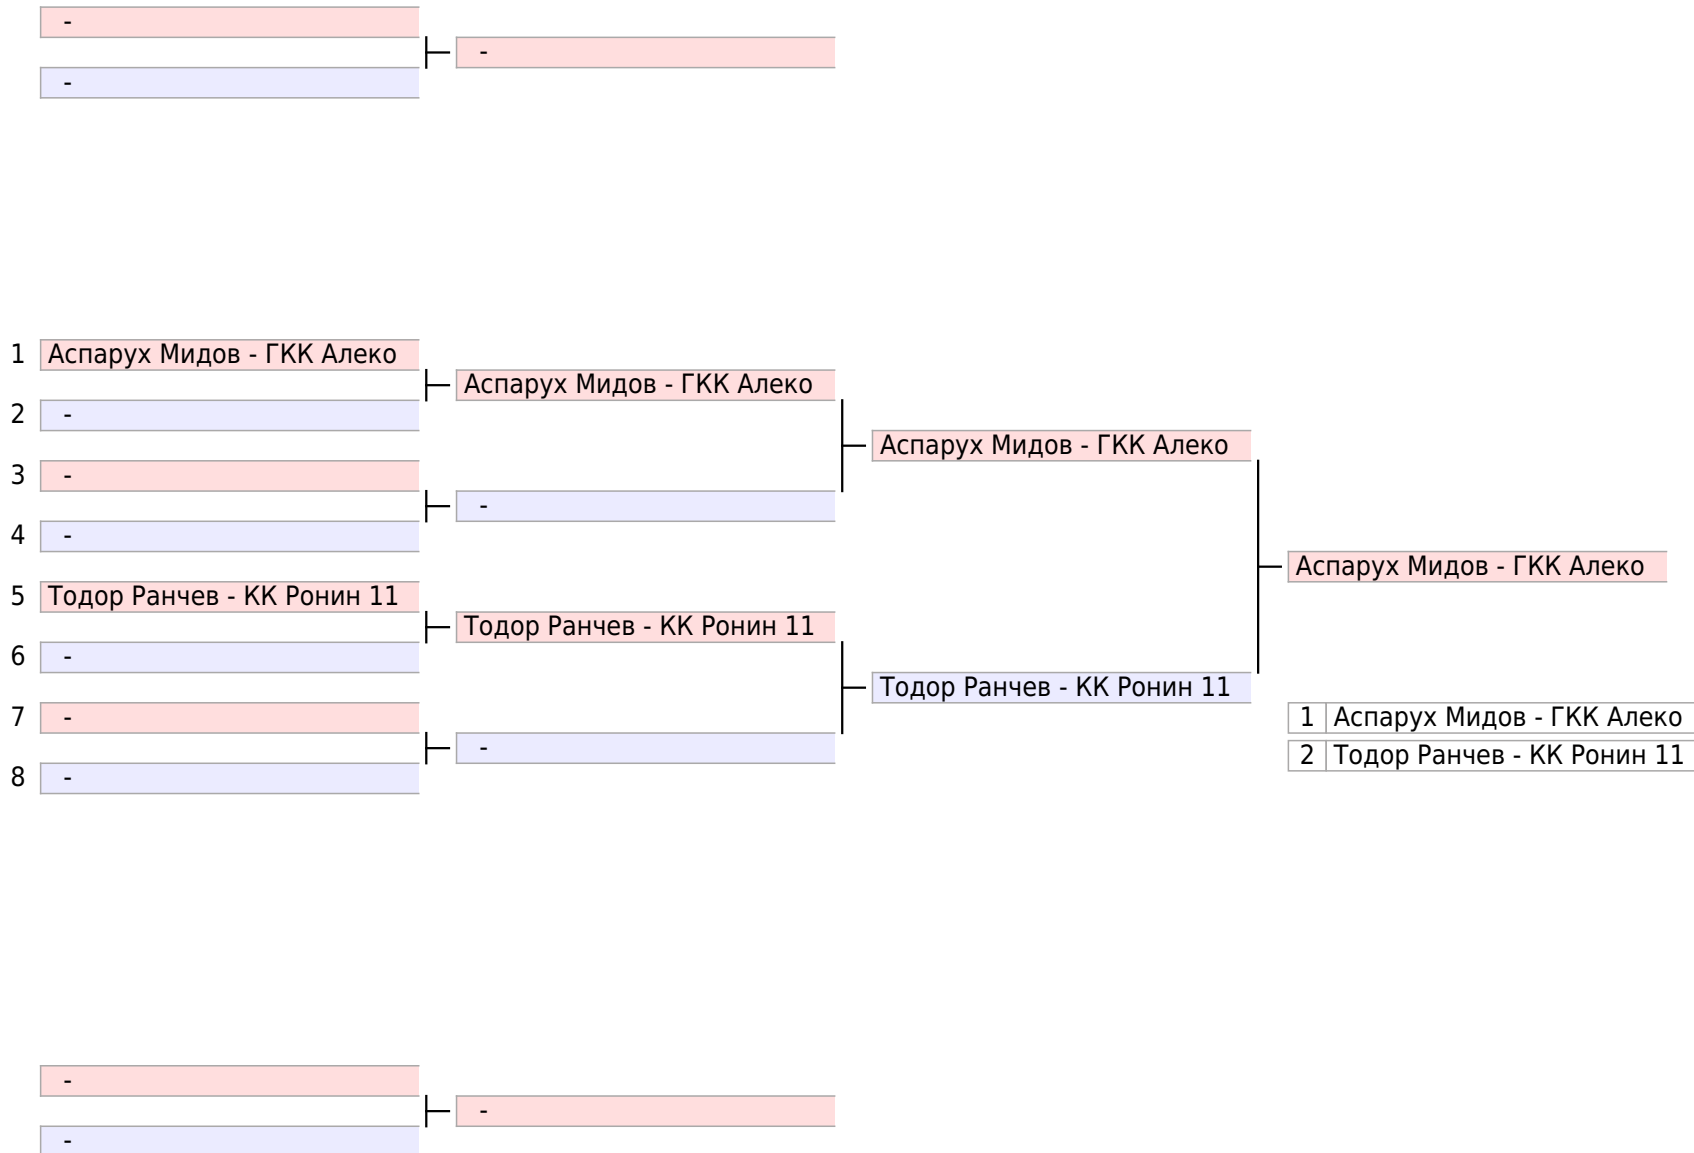 -
-
-
1 Аспарух Мидов - ГКК Алеко
Аспарух Мидов - ГКК Алеко
2 -
Аспарух Мидов - ГКК Алеко
3 -
-
4 -
Аспарух Мидов - ГКК Алеко
5 Тодор Ранчев - КК Ронин 11
Тодор Ранчев - КК Ронин 11
6 -
Тодор Ранчев - КК Ронин 11
7 -
1 Аспарух Мидов - ГКК Алеко
-
2 Тодор Ранчев - КК Ронин 11
8 -
-
-
-